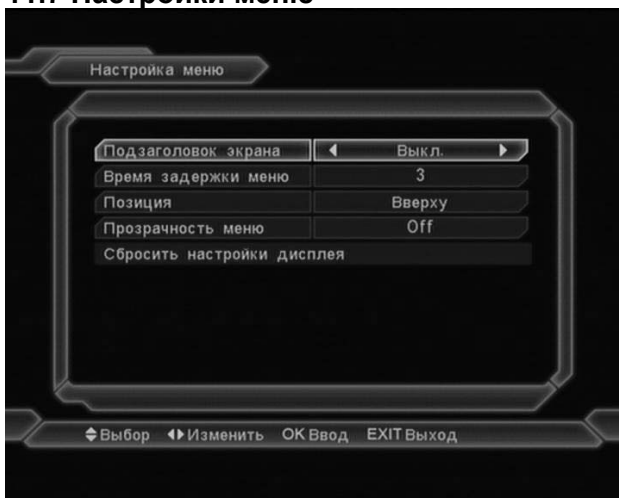 Настройка меню
Подзаголовок экрана Выкл.
Время задержки меню 3
Позиция Вверху
Прозрачность меню Off
Сбросить настройки дисплея
Выбор Изменить OK Ввод EXIT Выход